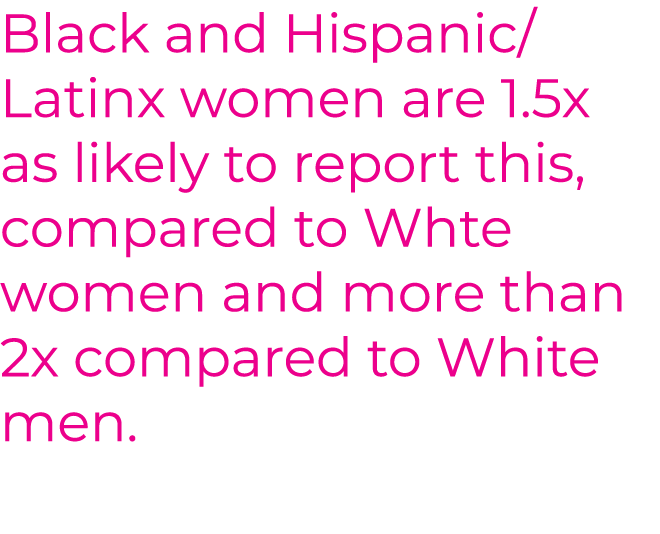 Black and Hispanic/
Latinx women are 1.5x
as likely to report this,
compared to Whte
women and more than
2x compared to White
men.